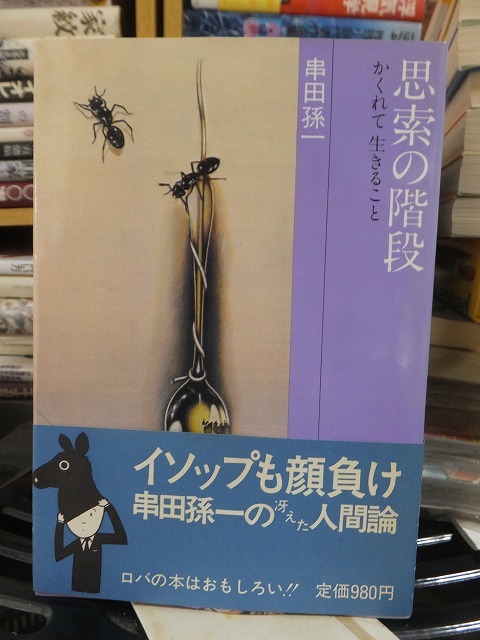 思索の階段
かくれて生きること
串田孫一
イソップも顔負け
串田孫一の冴えた人間論
ロバの本はおもしろい!!
定価980円
家紋